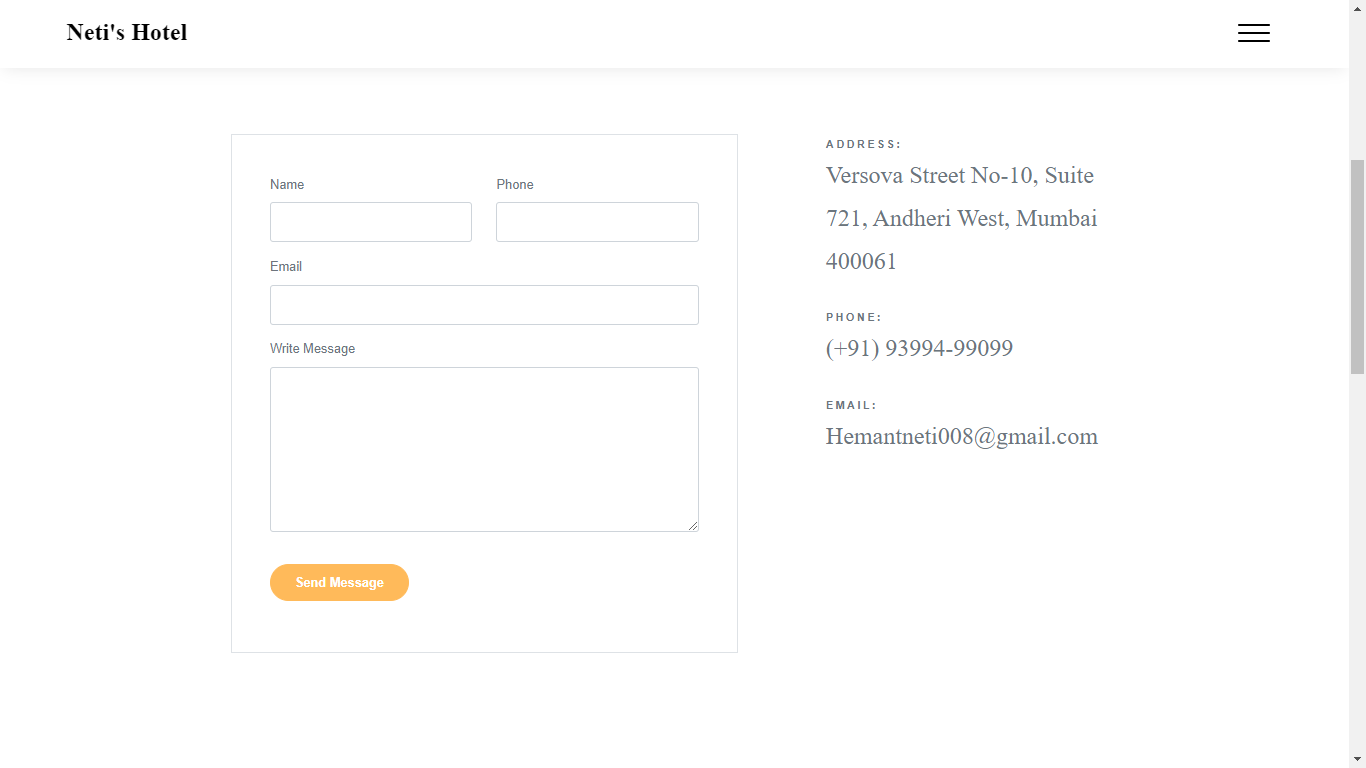 Neti's Hotel
Name
Phone
Email
Write Message
Send Message
ADDRESS:
Versova Street No-10, Suite
721, Andheri West, Mumbai
400061
PHONE:
(+91) 93994-99099
EMAIL:
Hemantneti008@gmail.com